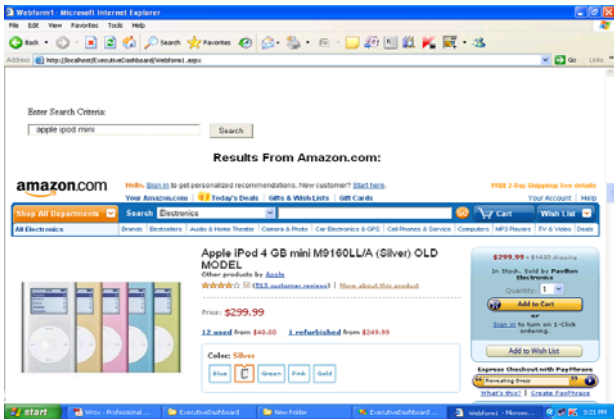 Webform1 - Microsoft Internet Explorer
File Edit View Favorites Tools Help
Back Search Favorites
Address http://localhost/ExecutiveDashboard/Webform1.aspx Go Links
Enter Search Criteria:
apple ipod mini Search
Results From Amazon.com:
amazon.com Hello. Sign in to get personalized recommendations. New customer? Start here. FREE 2-Day Shipping: See details
Your Amazon.com Today's Deals Gifts & Wish Lists Gift Cards Your Account Help
Shop All Departments Search Electronics GO Cart Wish List
All Electronics Brands Bestsellers Audio & Home Theater Camera & Photo Car Electronics & GPS Cell Phones & Service Computers MP3 Players TV & Video Deals
Apple iPod 4 GB mini M9160LL/A (Silver) OLD
MODEL
Other products by Apple
(513 customer reviews) | More about this product
Price: $299.99
12 used from $40.00 1 refurbished from $249.99
Color: Silver
Blue Green Pink Gold
$299.99 + $14.03 shipping
In Stock. Sold by Pavilion
Electronics
Quantity: 1
Add to Cart
or
Sign in to turn on 1-Click
ordering.
Add to Wish List
Express Checkout with PayPhrase
What's this? | Create PayPhrase
start Wrox - Professional ... ExecutiveDashboard New Folder ExecutiveDashboard ... Webform1 - Micros... 3:21 PM